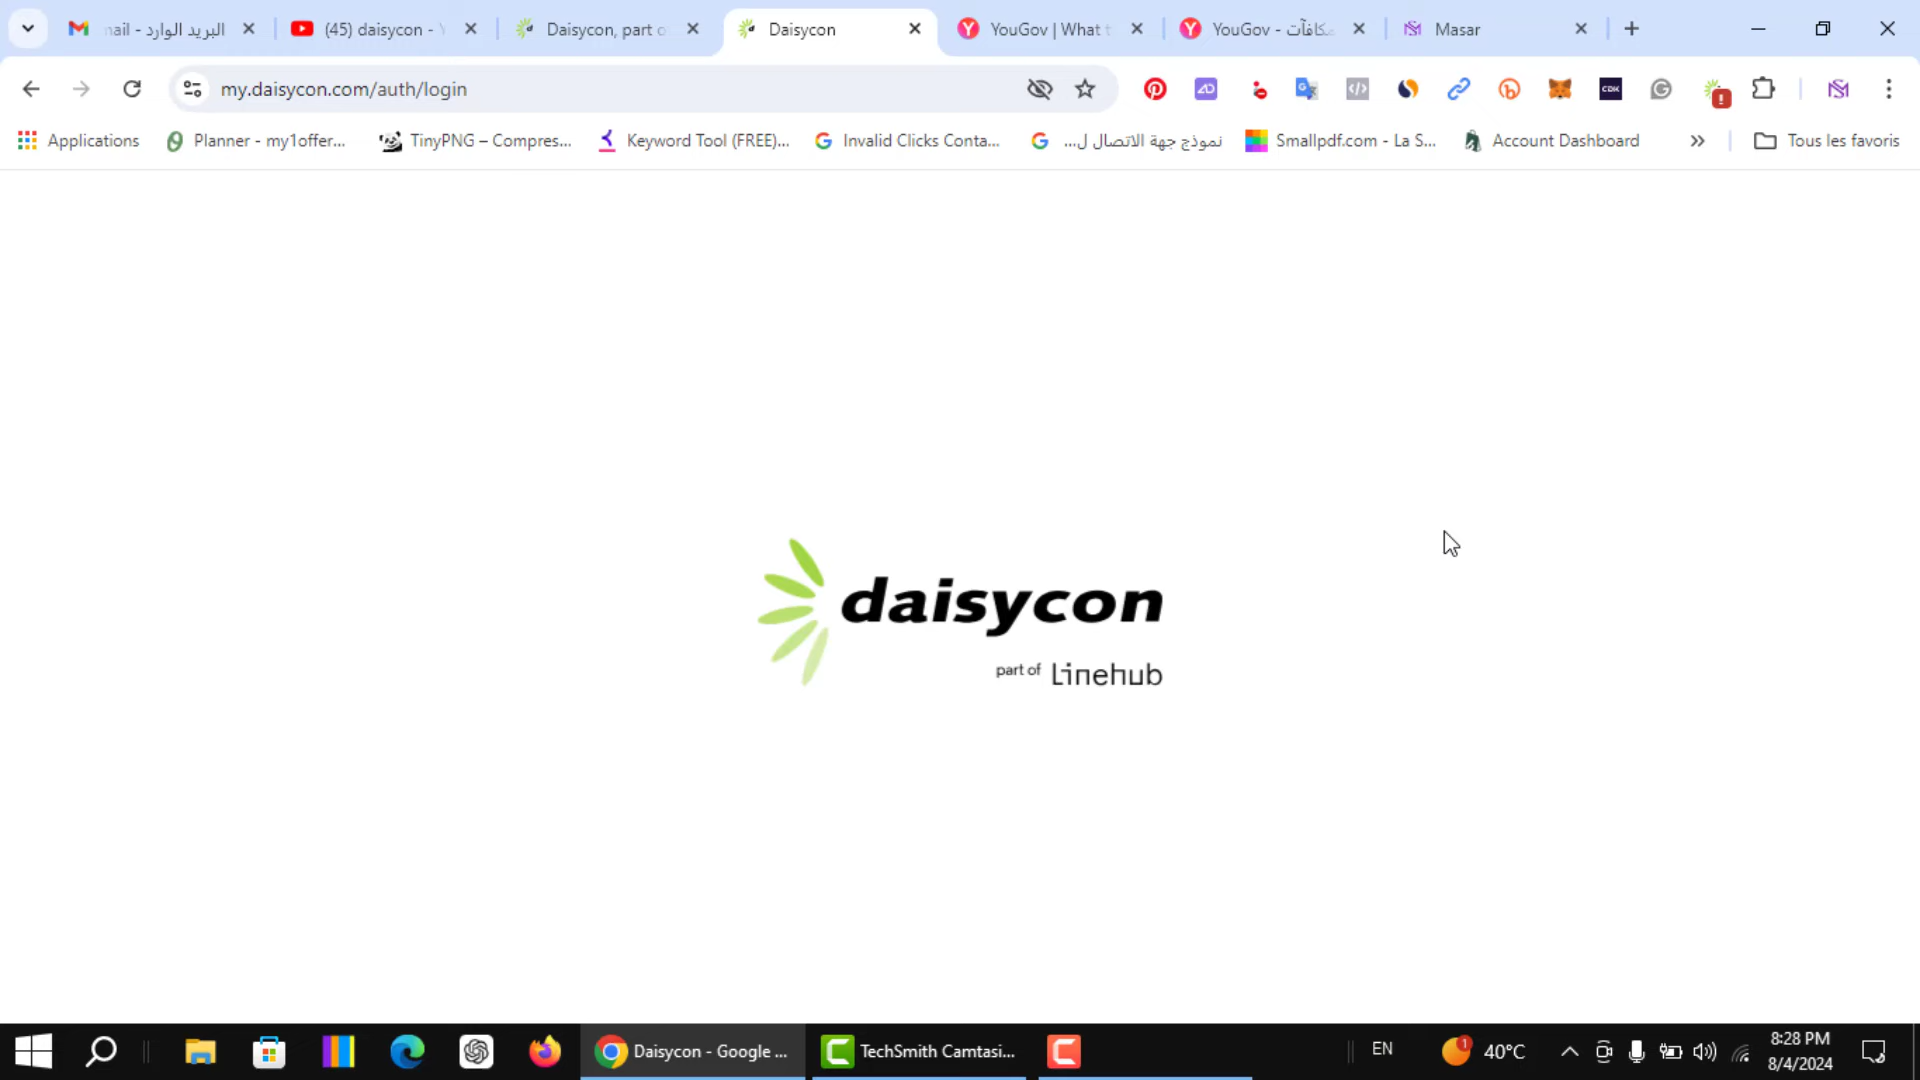 البريد الوارد - mail
(45) daisycon -
Daisycon, part o
Daisycon
YouGov | What t
YouGov - مكافآت
Masar
my.daisycon.com/auth/login
Applications
Planner - my1offer...
TinyPNG – Compres...
Keyword Tool (FREE)...
Invalid Clicks Conta...
نموذج جهة الاتصال ل...
Smallpdf.com - La S...
Account Dashboard
Tous les favoris
daisycon
part of Linehub
Daisycon - Google ...
TechSmith Camtasi...
EN
1
40°C
8:28 PM
8/4/2024